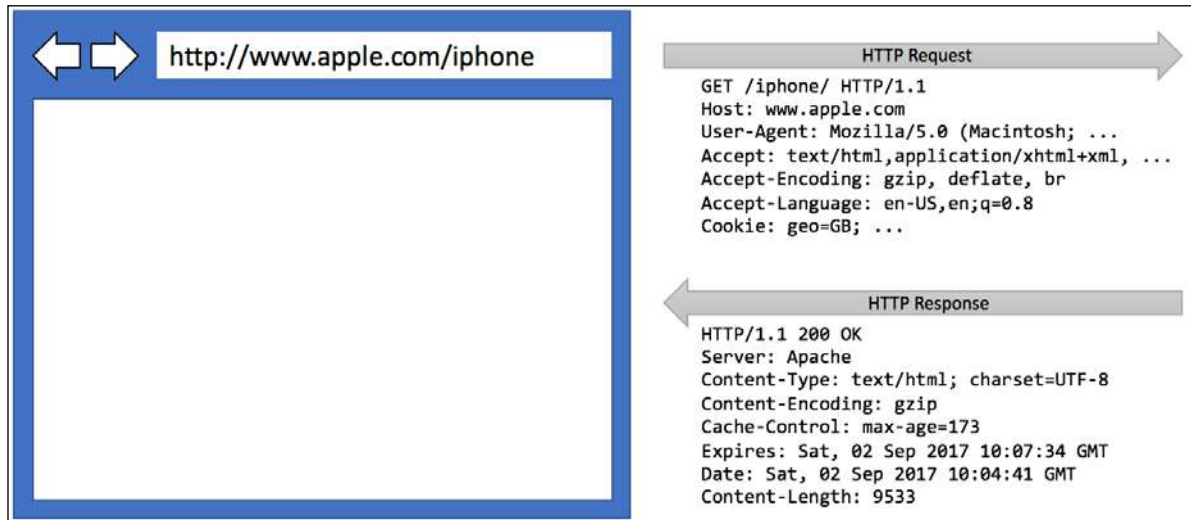 http://www.apple.com/iphone
HTTP Request
GET /iphone/ HTTP/1.1
Host: www.apple.com
User-Agent: Mozilla/5.0 (Macintosh; ...
Accept: text/html,application/xhtml+xml, ...
Accept-Encoding: gzip, deflate, br
Accept-Language: en-US,en;q=0.8
Cookie: geo=GB; ...
HTTP Response
HTTP/1.1 200 OK
Server: Apache
Content-Type: text/html; charset=UTF-8
Content-Encoding: gzip
Cache-Control: max-age=173
Expires: Sat, 02 Sep 2017 10:07:34 GMT
Date: Sat, 02 Sep 2017 10:04:41 GMT
Content-Length: 9533